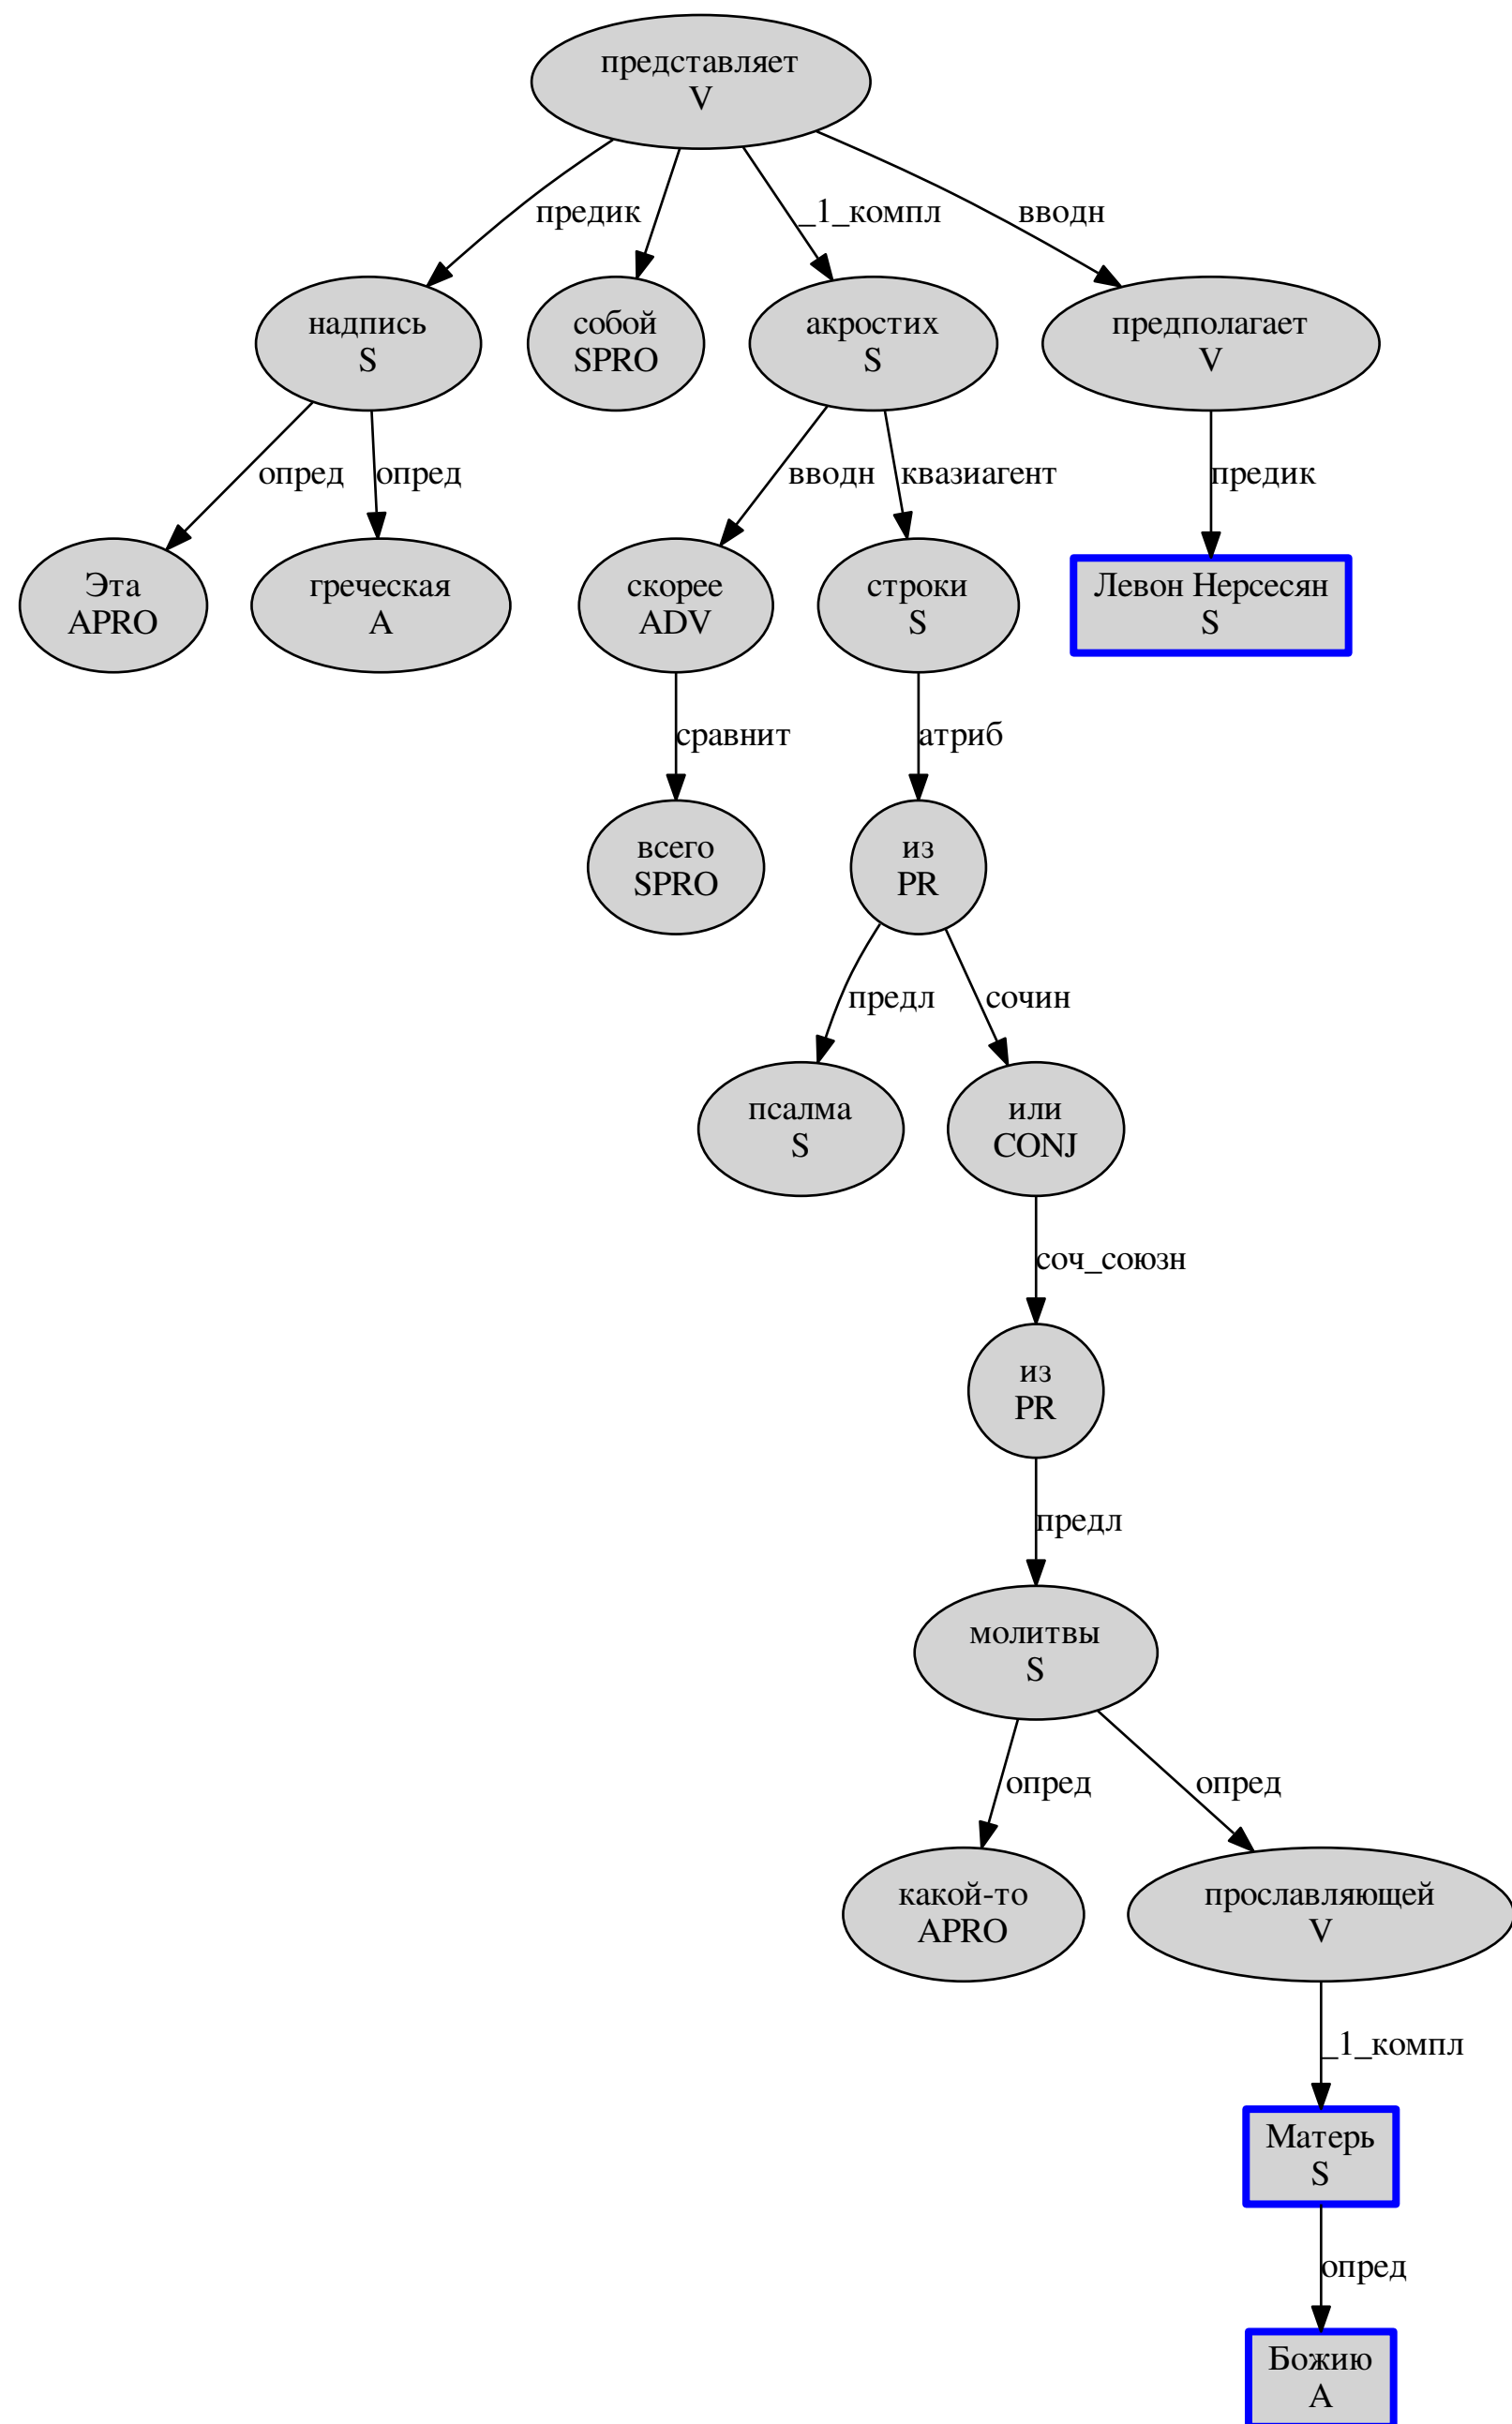 представляет
V
предик
_1_компл
вводн
надпись
S
собой
SPRO
акростих
S
предполагает
V
опред
опред
вводн
квазиагент
предик
Эта
APRO
греческая
A
скорее
ADV
строки
S
Левон Нерсесян
S
сравнит
атриб
всего
SPRO
из
PR
предл
сочин
псалма
S
или
CONJ
соч_союзн
из
PR
предл
молитвы
S
опред
опред
какой-то
APRO
прославляющей
V
_1_компл
Матерь
S
опред
Божию
A